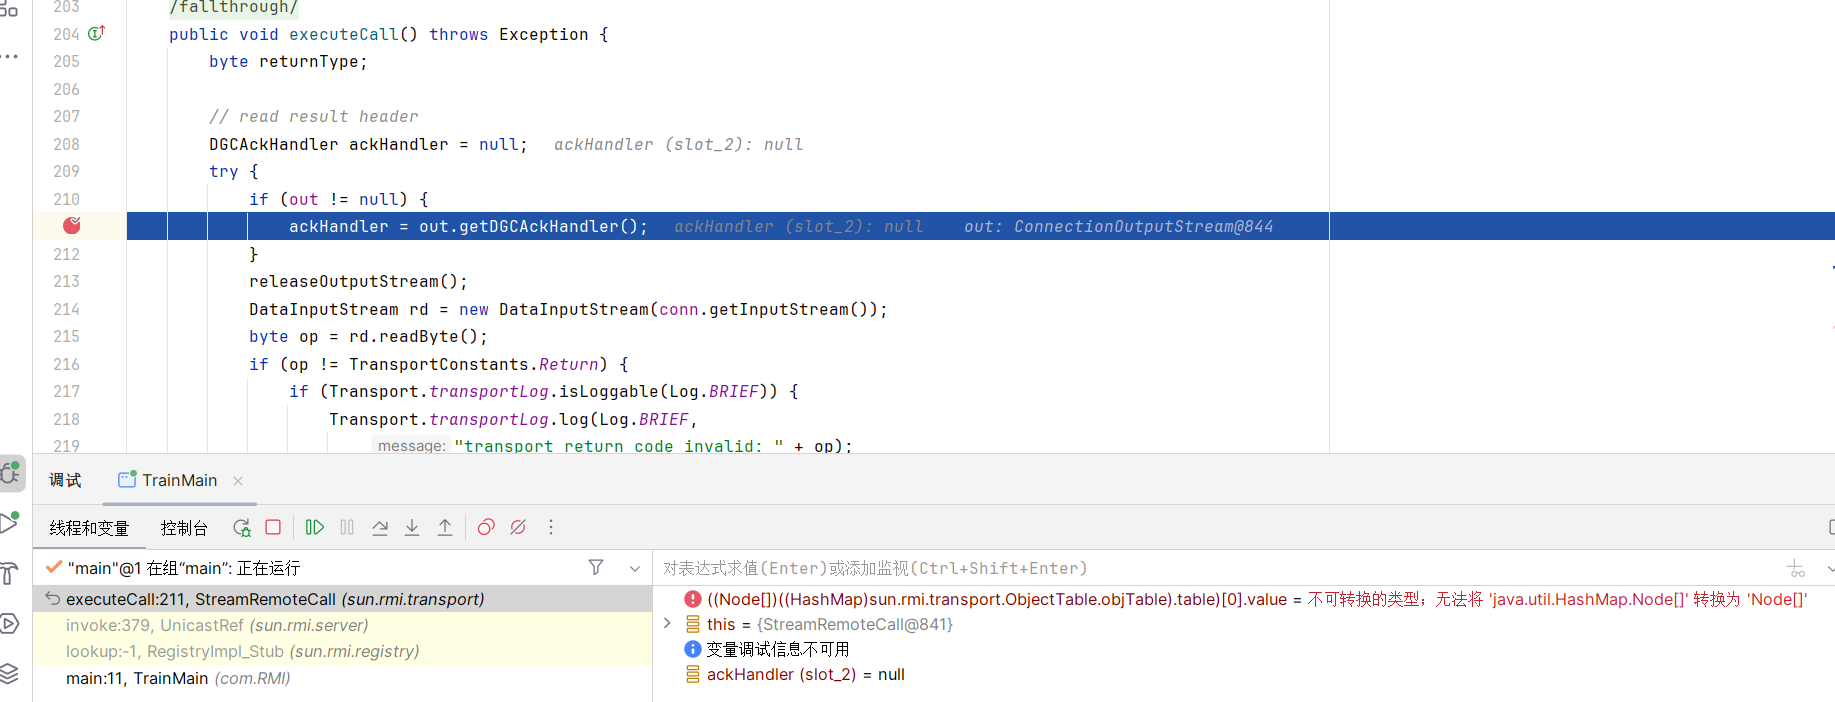 203 /fallthrough/
204 public void executeCall() throws Exception {
205 byte returnType;
206
207 // read result header
208 DGCAckHandler ackHandler = null; ackHandler (slot_2): null
209 try {
210 if (out != null) {
ackHandler = out.getDGCAckHandler(); ackHandler (slot_2): null out: ConnectionOutputStream@844
212 }
213 releaseOutputStream();
214 DataInputStream rd = new DataInputStream(conn.getInputStream());
215 byte op = rd.readByte();
216 if (op != TransportConstants.Return) {
217 if (Transport.transportLog.isLoggable(Log.BRIEF)) {
218 Transport.transportLog.log(Log.BRIEF,
219 message: "transport return code invalid: " + op);
调试 TrainMain
线程和变量 控制台
"main"@1 在组“main”: 正在运行
对表达式求值(Enter)或添加监视(Ctrl+Shift+Enter)
executeCall:211, StreamRemoteCall (sun.rmi.transport)
invoke:379, UnicastRef (sun.rmi.server)
lookup:-1, RegistryImpl_Stub (sun.rmi.registry)
main:11, TrainMain (com.RMI)
((Node[])((HashMap)sun.rmi.transport.ObjectTable.objTable).table)[0].value = 不可转换的类型；无法将 'java.util.HashMap.Node[]' 转换为 'Node[]'
this = {StreamRemoteCall@841}
变量调试信息不可用
ackHandler (slot_2) = null